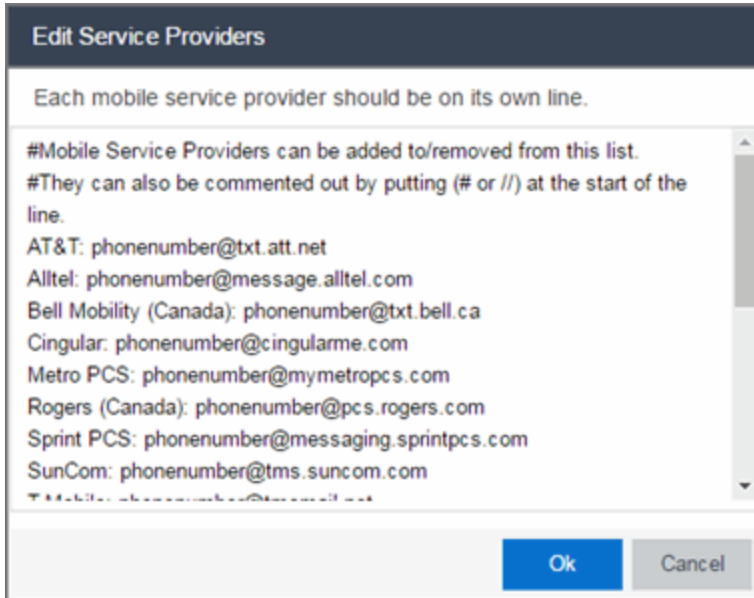 Edit Service Providers
Each mobile service provider should be on its own line.
#Mobile Service Providers can be added to/removed from this list.
#They can also be commented out by putting (# or //) at the start of the
line.
AT&T: phonenumber@txt.att.net
Alltel: phonenumber@message.alltel.com
Bell Mobility (Canada): phonenumber@txt.bell.ca
Cingular: phonenumber@cingularme.com
Metro PCS: phonenumber@mymetropcs.com
Rogers (Canada): phonenumber@pcs.rogers.com
Sprint PCS: phonenumber@messaging.sprintpcs.com
SunCom: phonenumber@tms.suncom.com
T-Mobile: phonenumber@tmomail.net
Ok Cancel